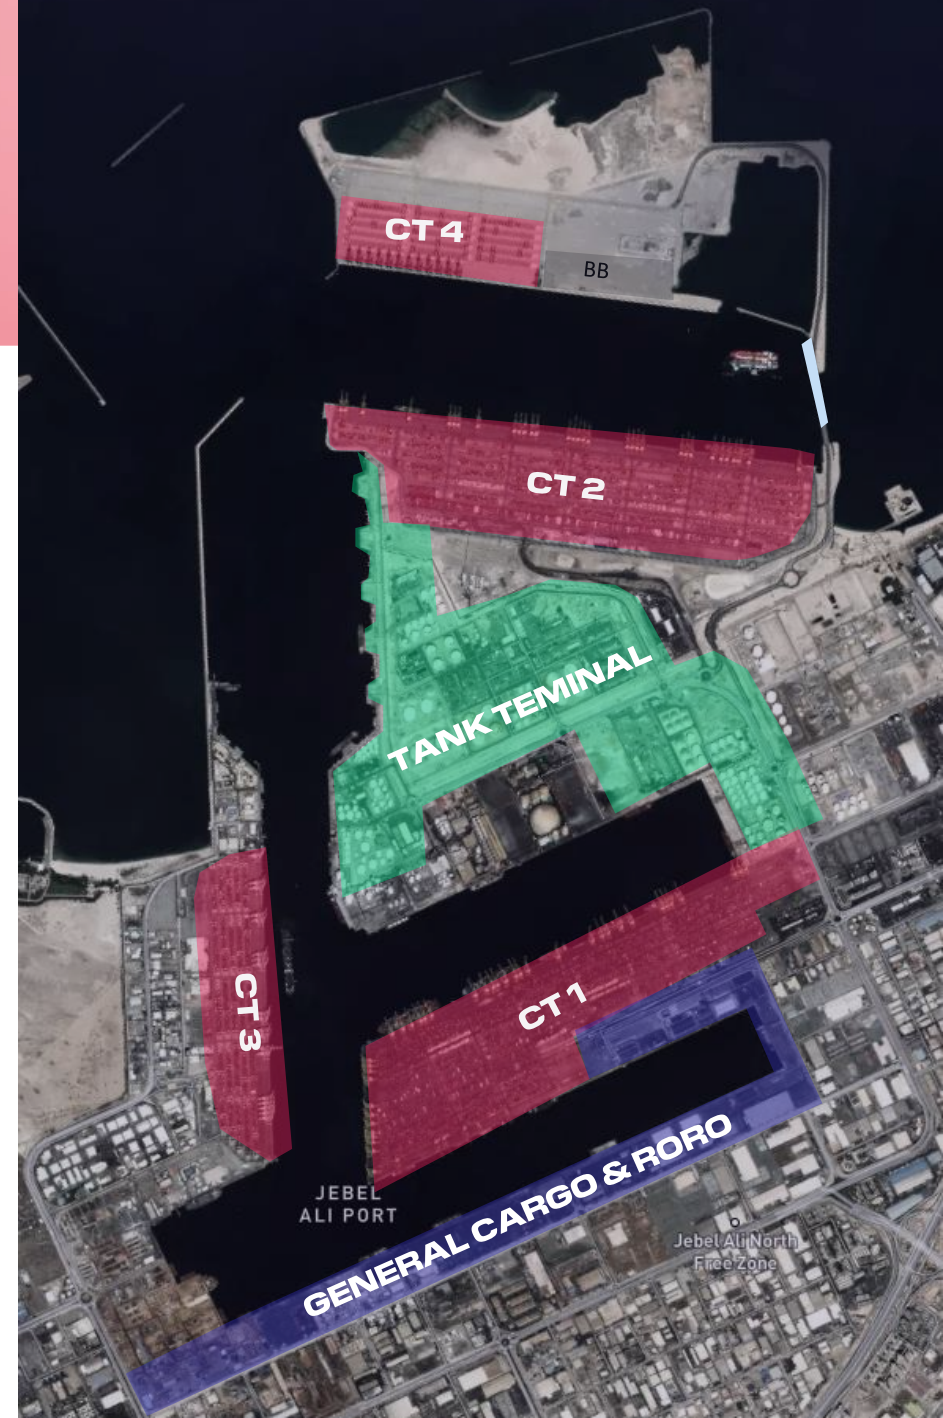 CT 4
BB
CT 2
TANK TEMINAL
CT 3
CT 1
JEBEL
ALI PORT
GENERAL CARGO & RORO
Jebel Ali North
Free Zone